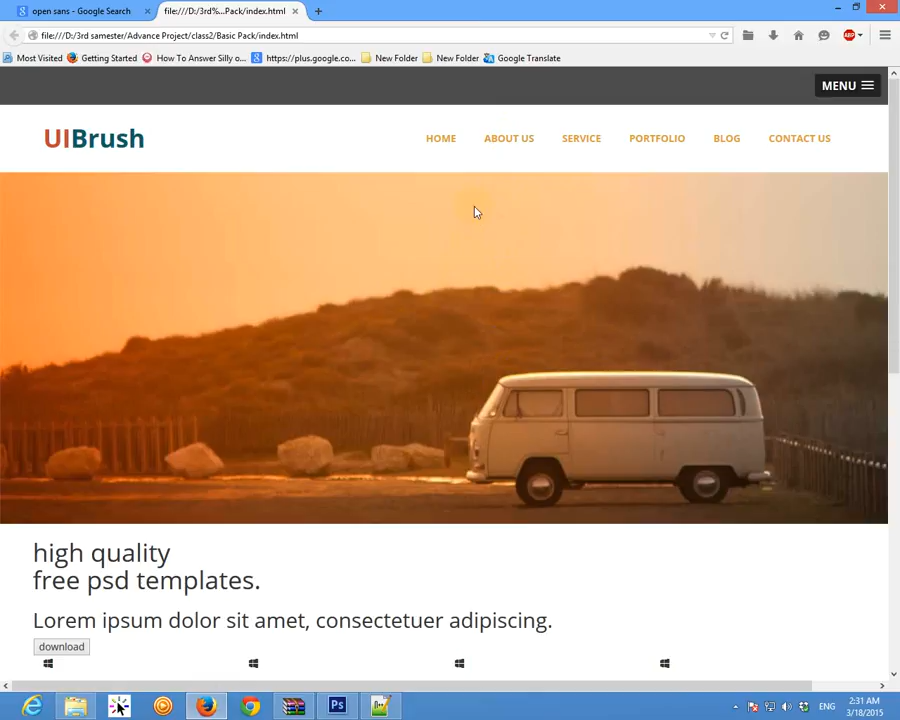 open sans - Google Search
file:///D:/3rd%...Pack/index.html
file:///D:/3rd samester/Advance Project/class2/Basic Pack/index.html
ABP
Most Visited
Getting Started
How To Answer Silly o...
https://plus.google.co...
New Folder
New Folder
Google Translate
MENU
UIBrush
HOME
ABOUT US
SERVICE
PORTFOLIO
BLOG
CONTACT US
high quality
free psd templates.
Lorem ipsum dolor sit amet, consectetuer adipiscing.
download
Ps
ENG
2:31 AM
3/18/2015